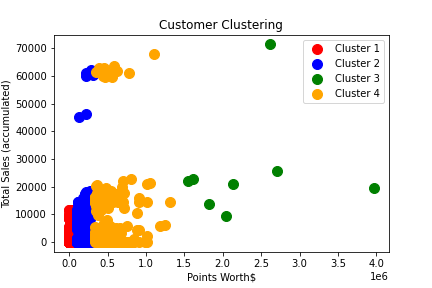 Customer Clustering
Total Sales (accumulated)
70000
60000
50000
40000
30000
20000
10000
0
Cluster 1
Cluster 2
Cluster 3
Cluster 4
0.0 0.5 1.0 1.5 2.0 2.5 3.0 3.5 4.0
1e6
Points Worth$